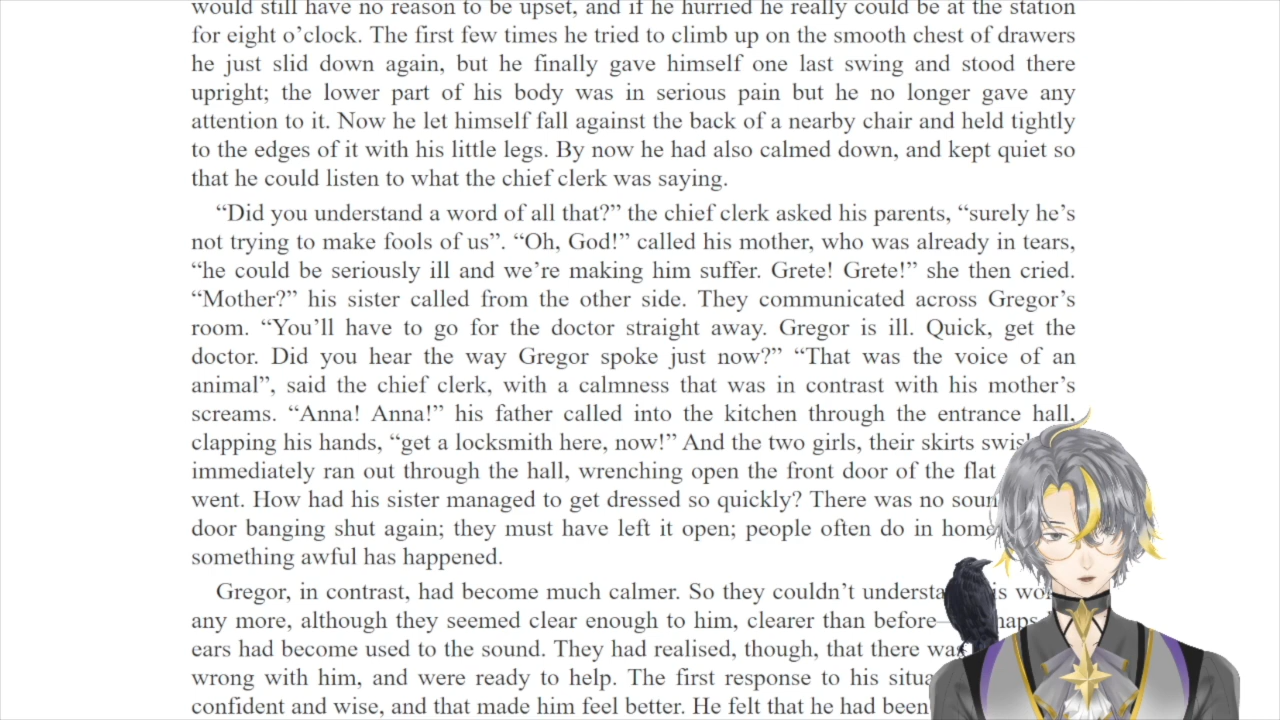 would still have no reason to be upset, and if he hurried he really could be at the station
for eight o’clock. The first few times he tried to climb up on the smooth chest of drawers
he just slid down again, but he finally gave himself one last swing and stood there
upright; the lower part of his body was in serious pain but he no longer gave any
attention to it. Now he let himself fall against the back of a nearby chair and held tightly
to the edges of it with his little legs. By now he had also calmed down, and kept quiet so
that he could listen to what the chief clerk was saying.
“Did you understand a word of all that?” the chief clerk asked his parents, “surely he’s
not trying to make fools of us”. “Oh, God!” called his mother, who was already in tears,
“he could be seriously ill and we’re making him suffer. Grete! Grete!” she then cried.
“Mother?” his sister called from the other side. They communicated across Gregor’s
room. “You’ll have to go for the doctor straight away. Gregor is ill. Quick, get the
doctor. Did you hear the way Gregor spoke just now?” “That was the voice of an
animal”, said the chief clerk, with a calmness that was in contrast with his mother’s
screams. “Anna! Anna!” his father called into the kitchen through the entrance hall,
clapping his hands, “get a locksmith here, now!” And the two girls, their skirts
immediately ran out through the hall, wrenching open the front door of the flat
went. How had his sister managed to get dressed so quickly? There was no
door banging shut again; they must have left it open; people often do in
something awful has happened.
Gregor, in contrast, had become much calmer. So they couldn’t
any more, although they seemed clear enough to him, clearer than before—
ears had become used to the sound. They had realised, though, that there
wrong with him, and were ready to help. The first response to his
confident and wise, and that made him feel better. He felt that he had been